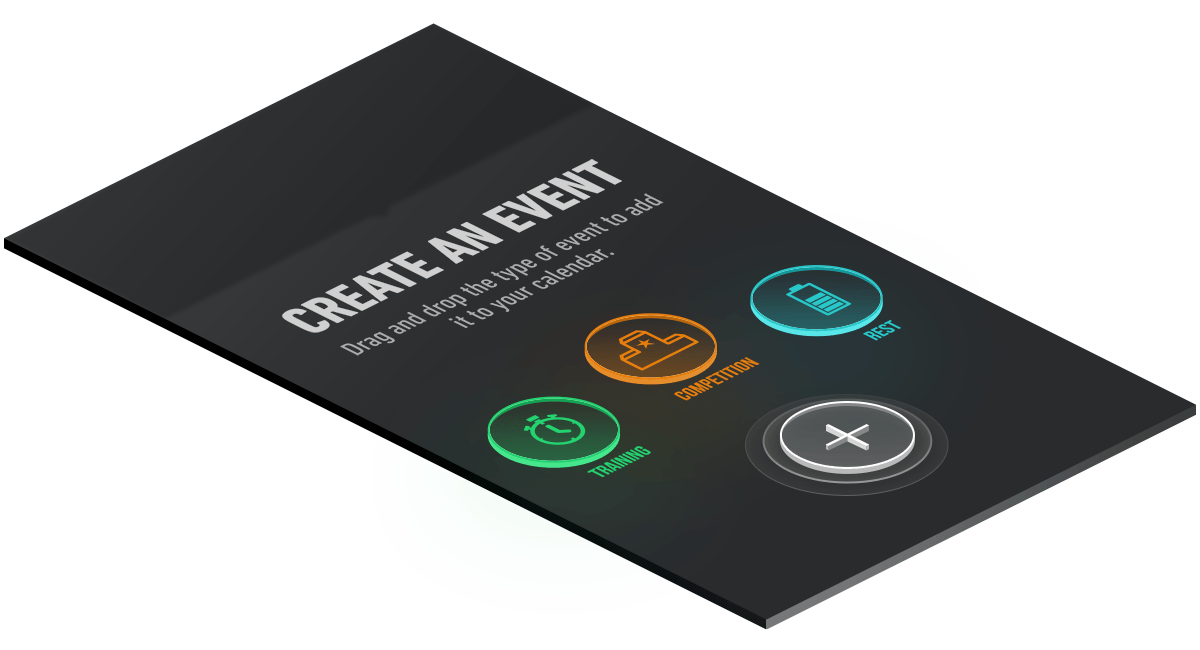 CREATE AN EVENT
Drag and drop the type of event to add
it to your calendar.
TRAINING
COMPETITION
REST